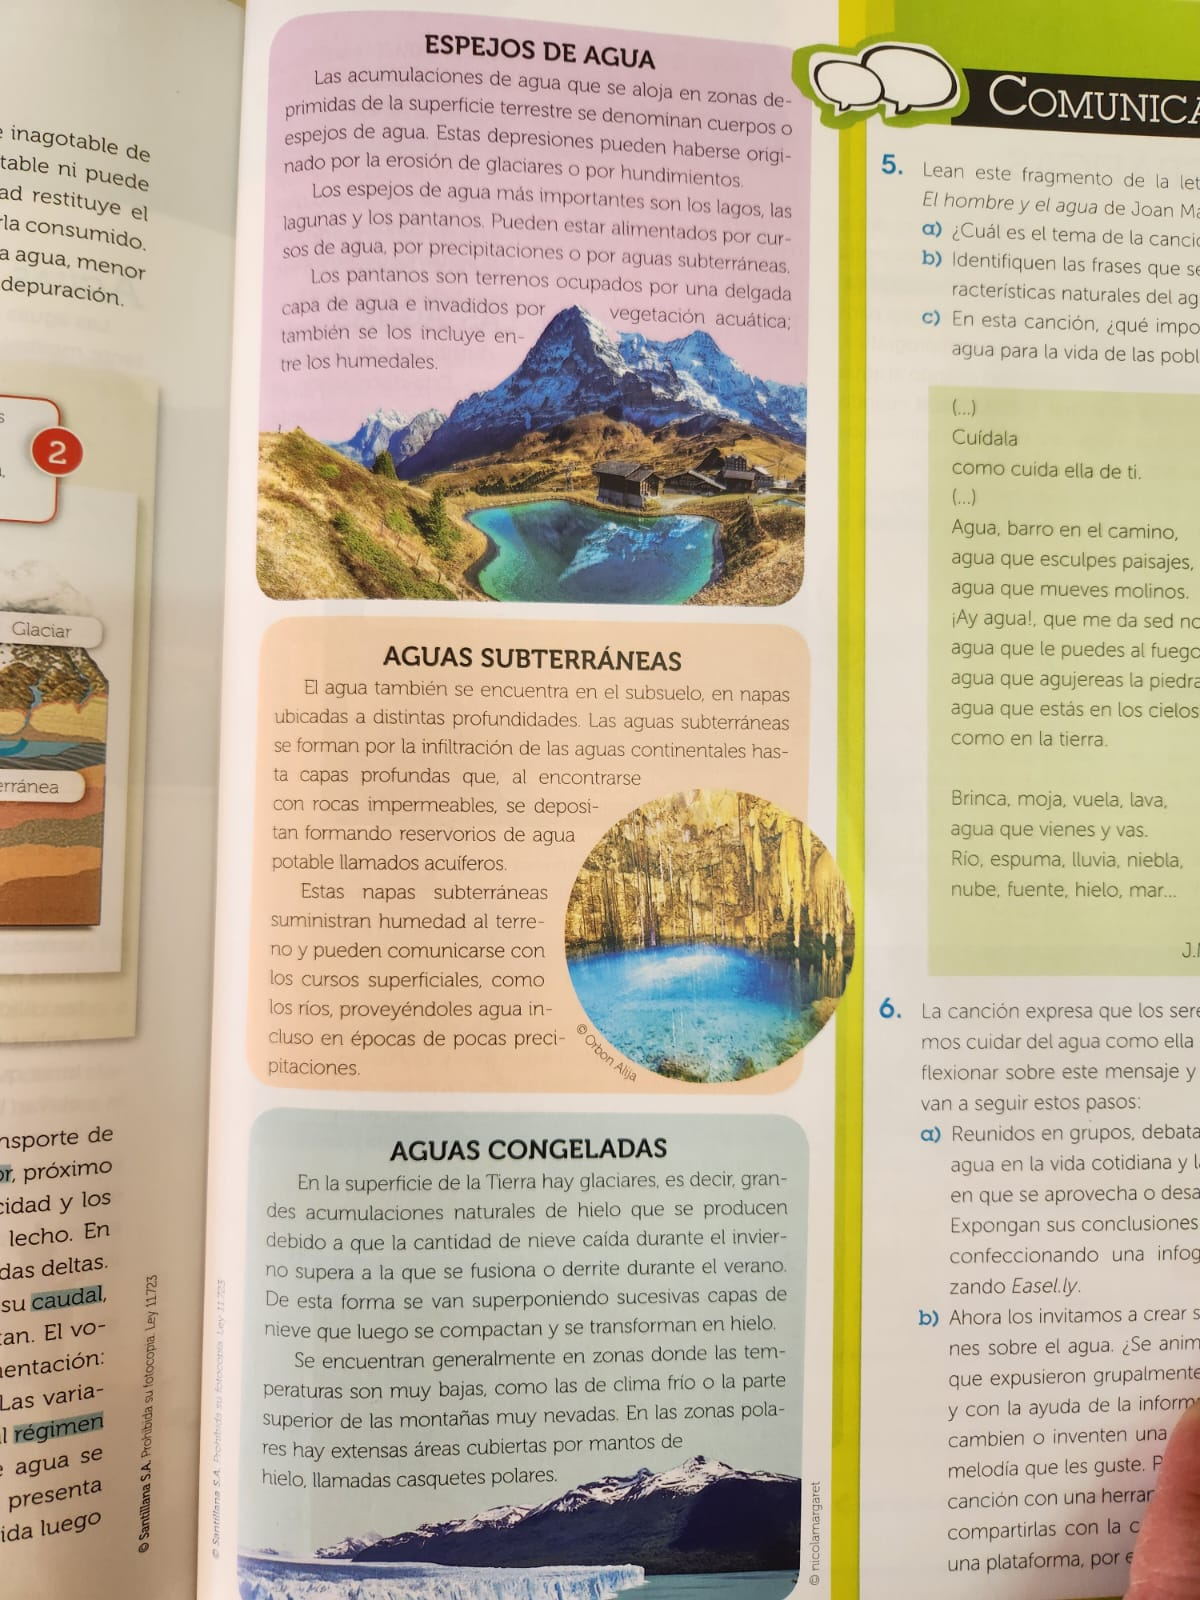 inagotable de
table ni puede
ad restituye el
rla consumido.
a agua, menor
depuración.
2
Glaciar
erránea
nsporte de
or, próximo
cidad y los
lecho. En
das deltas.
su caudal,
tan. El vo-
mentación:
Las varia-
l régimen
agua se
presenta
ida luego
© Santillana S.A. Prohibida su fotocopia. Ley 11.723
© Santillana S.A. Prohibida su fotocopia. Ley 11.723
ESPEJOS DE AGUA
Las acumulaciones de agua que se aloja en zonas de-
primidas de la superficie terrestre se denominan cuerpos o
espejos de agua. Estas depresiones pueden haberse origi-
nado por la erosión de glaciares o por hundimientos.
Los espejos de agua más importantes son los lagos, las
lagunas y los pantanos. Pueden estar alimentados por cur-
sos de agua, por precipitaciones o por aguas subterráneas.
Los pantanos son terrenos ocupados por una delgada
capa de agua e invadidos por vegetación acuática;
también se los incluye en-
tre los humedales.
AGUAS SUBTERRÁNEAS
El agua también se encuentra en el subsuelo, en napas
ubicadas a distintas profundidades. Las aguas subterráneas
se forman por la infiltración de las aguas continentales has-
ta capas profundas que, al encontrarse
con rocas impermeables, se deposi-
tan formando reservorios de agua
potable llamados acuíferos.
Estas napas subterráneas
suministran humedad al terre-
no y pueden comunicarse con
los cursos superficiales, como
los ríos, proveyéndoles agua in-
cluso en épocas de pocas preci-
pitaciones.
© Orbon Alija
AGUAS CONGELADAS
En la superficie de la Tierra hay glaciares, es decir, gran-
des acumulaciones naturales de hielo que se producen
debido a que la cantidad de nieve caída durante el invier-
no supera a la que se fusiona o derrite durante el verano.
De esta forma se van superponiendo sucesivas capas de
nieve que luego se compactan y se transforman en hielo.
Se encuentran generalmente en zonas donde las tem-
peraturas son muy bajas, como las de clima frío o la parte
superior de las montañas muy nevadas. En las zonas pola-
res hay extensas áreas cubiertas por mantos de
hielo, llamadas casquetes polares.
© nicolamargaret
COMUNICA
5. Lean este fragmento de la let
El hombre y el agua de Joan Ma
a) ¿Cuál es el tema de la canció
b) Identifiquen las frases que se
racterísticas naturales del ag
c) En esta canción, ¿qué impo
agua para la vida de las pobl
(...)
Cuídala
como cuida ella de ti.
(...)
Agua, barro en el camino,
agua que esculpes paisajes,
agua que mueves molinos.
¡Ay agua!, que me da sed no
agua que le puedes al fuego
agua que agujereas la piedra
agua que estás en los cielos
como en la tierra.
Brinca, moja, vuela, lava,
agua que vienes y vas.
Río, espuma, lluvia, niebla,
nube, fuente, hielo, mar...
J.
6. La canción expresa que los sere
mos cuidar del agua como ella
flexionar sobre este mensaje y
van a seguir estos pasos:
a) Reunidos en grupos, debata
agua en la vida cotidiana y l
en que se aprovecha o desa
Expongan sus conclusiones
confeccionando una infog
zando Easel.ly.
b) Ahora los invitamos a crear s
nes sobre el agua. ¿Se anim
que expusieron grupalmente
y con la ayuda de la inform
cambien o inventen una
melodía que les guste. P
canción con una herrar
compartirlas con la c
una plataforma, por e